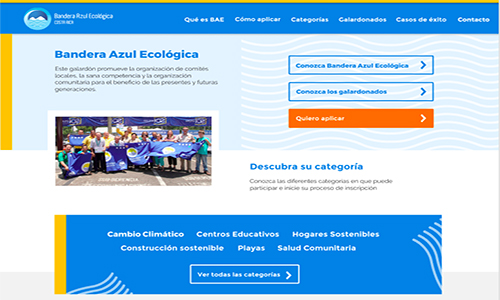 Bandera Azul Ecológica
COSTA RICA
Qué es BAE Cómo aplicar Categorías Galardonados Casos de éxito Contacto
Bandera Azul Ecológica
Este galardón promueve la organización de comités
locales, la sana competencia y la organización
comunitaria para el beneficio de las presentes y futuras
generaciones.
Conozca Bandera Azul Ecológica
Conozca los galardonados
Quiero aplicar
Descubra su categoría
Conozca las diferentes categorías en que puede
participar e inicie su proceso de inscripción
Cambio Climático Centros Educativos Hogares Sostenibles
Construcción sostenible Playas Salud Comunitaria
Ver todas las categorías